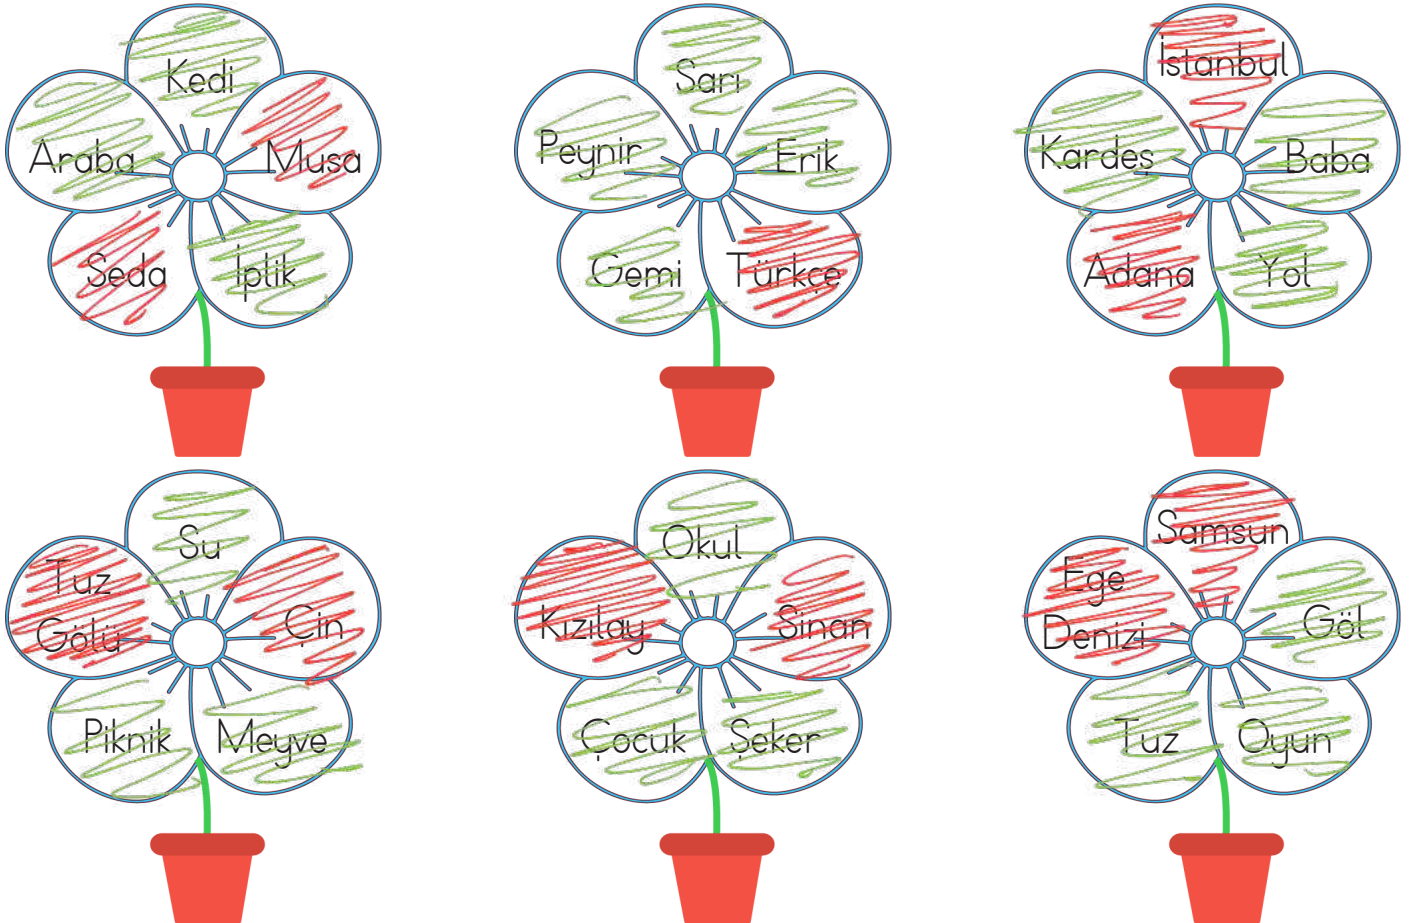 Kedi
Araba
Musa
Seda
İplik
Sarı
Peynir
Erik
Gemi
Türkçe
İstanbul
Kardeş
Baba
Adana
Yol
Su
Tuz
Gölü
Çin
Piknik
Meyve
Okul
Kızılay
Sinan
Çocuk
Şeker
Samsun
Ege
Denizi
Göl
Tuz
Oyun